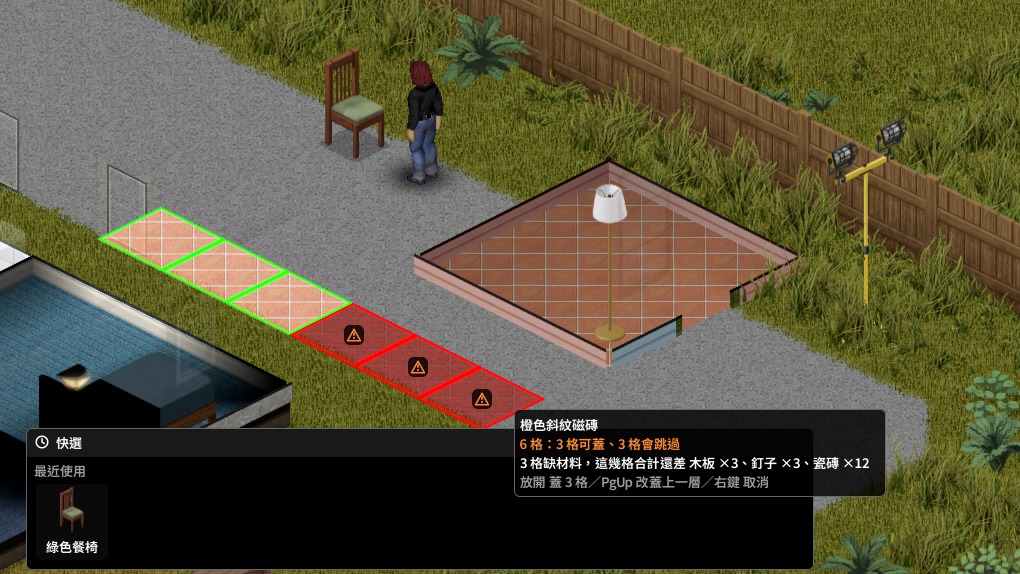 快選
最近使用
綠色餐椅
橙色斜紋磁磚
6 格：3 格可蓋、3 格會跳過
3 格缺材料，這幾格合計還差 木板 ×3、釘子 ×3、瓷磚 ×12
放開 蓋 3 格／PgUp 改蓋上一層／右鍵 取消